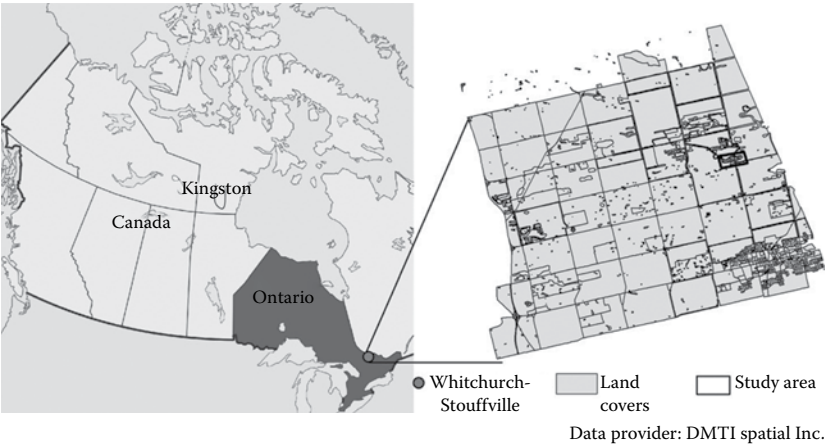 Kingston
Canada
Ontario
Whitchurch-
Stouffville
Land
covers
Study area
Data provider: DMTI spatial Inc.